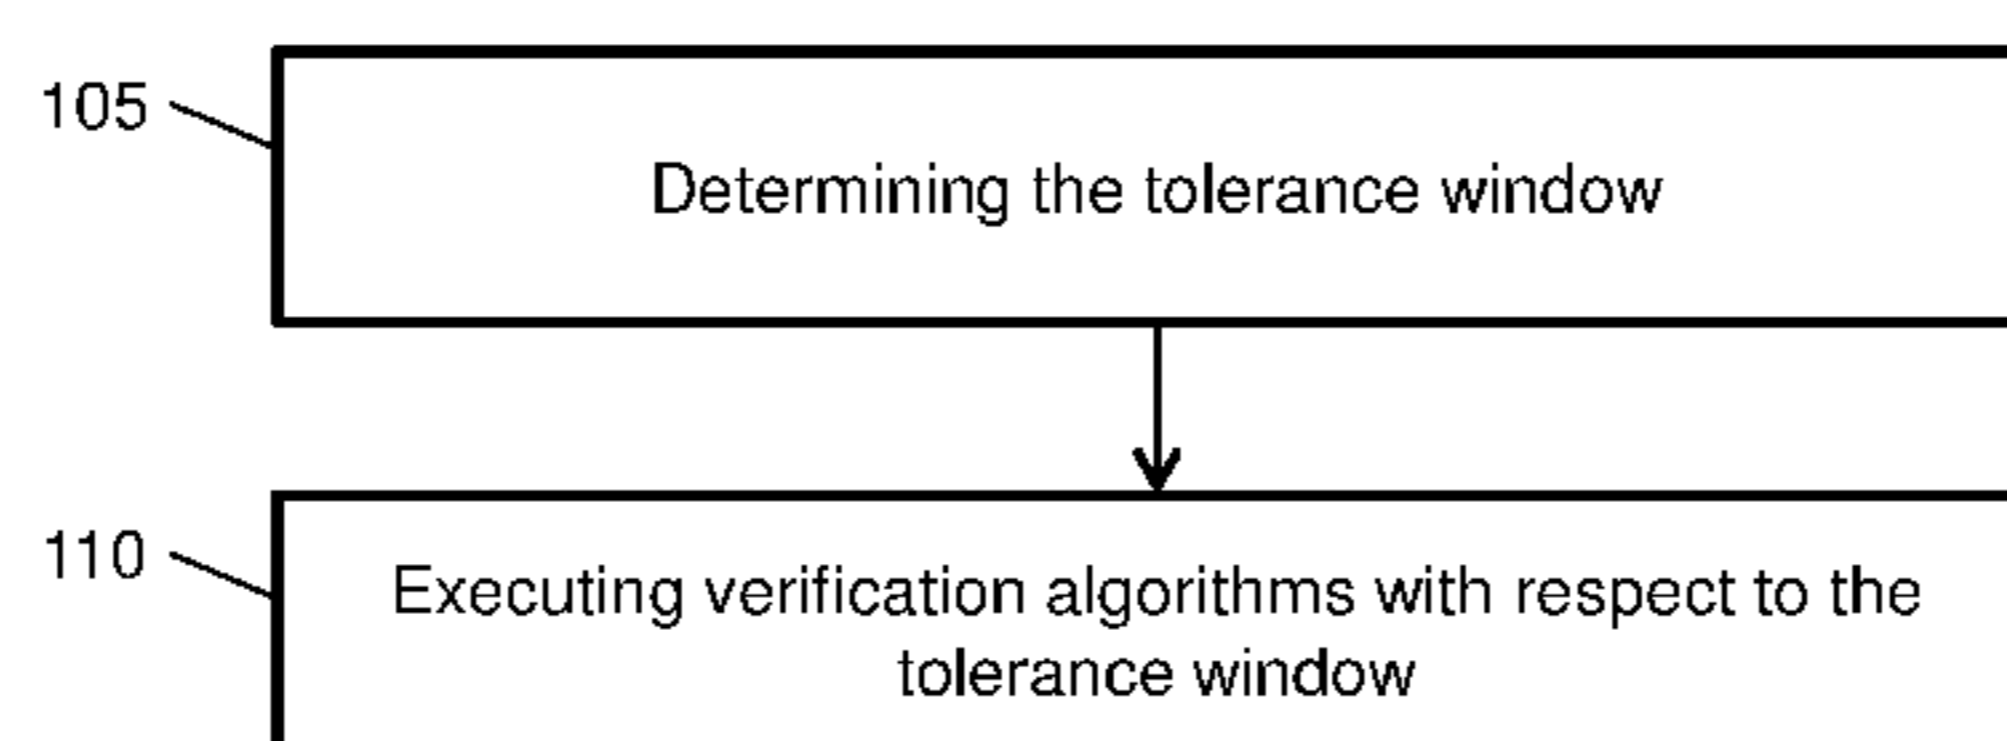 105
Determining the tolerance window
110
Executing verification algorithms with respect to the
tolerance window